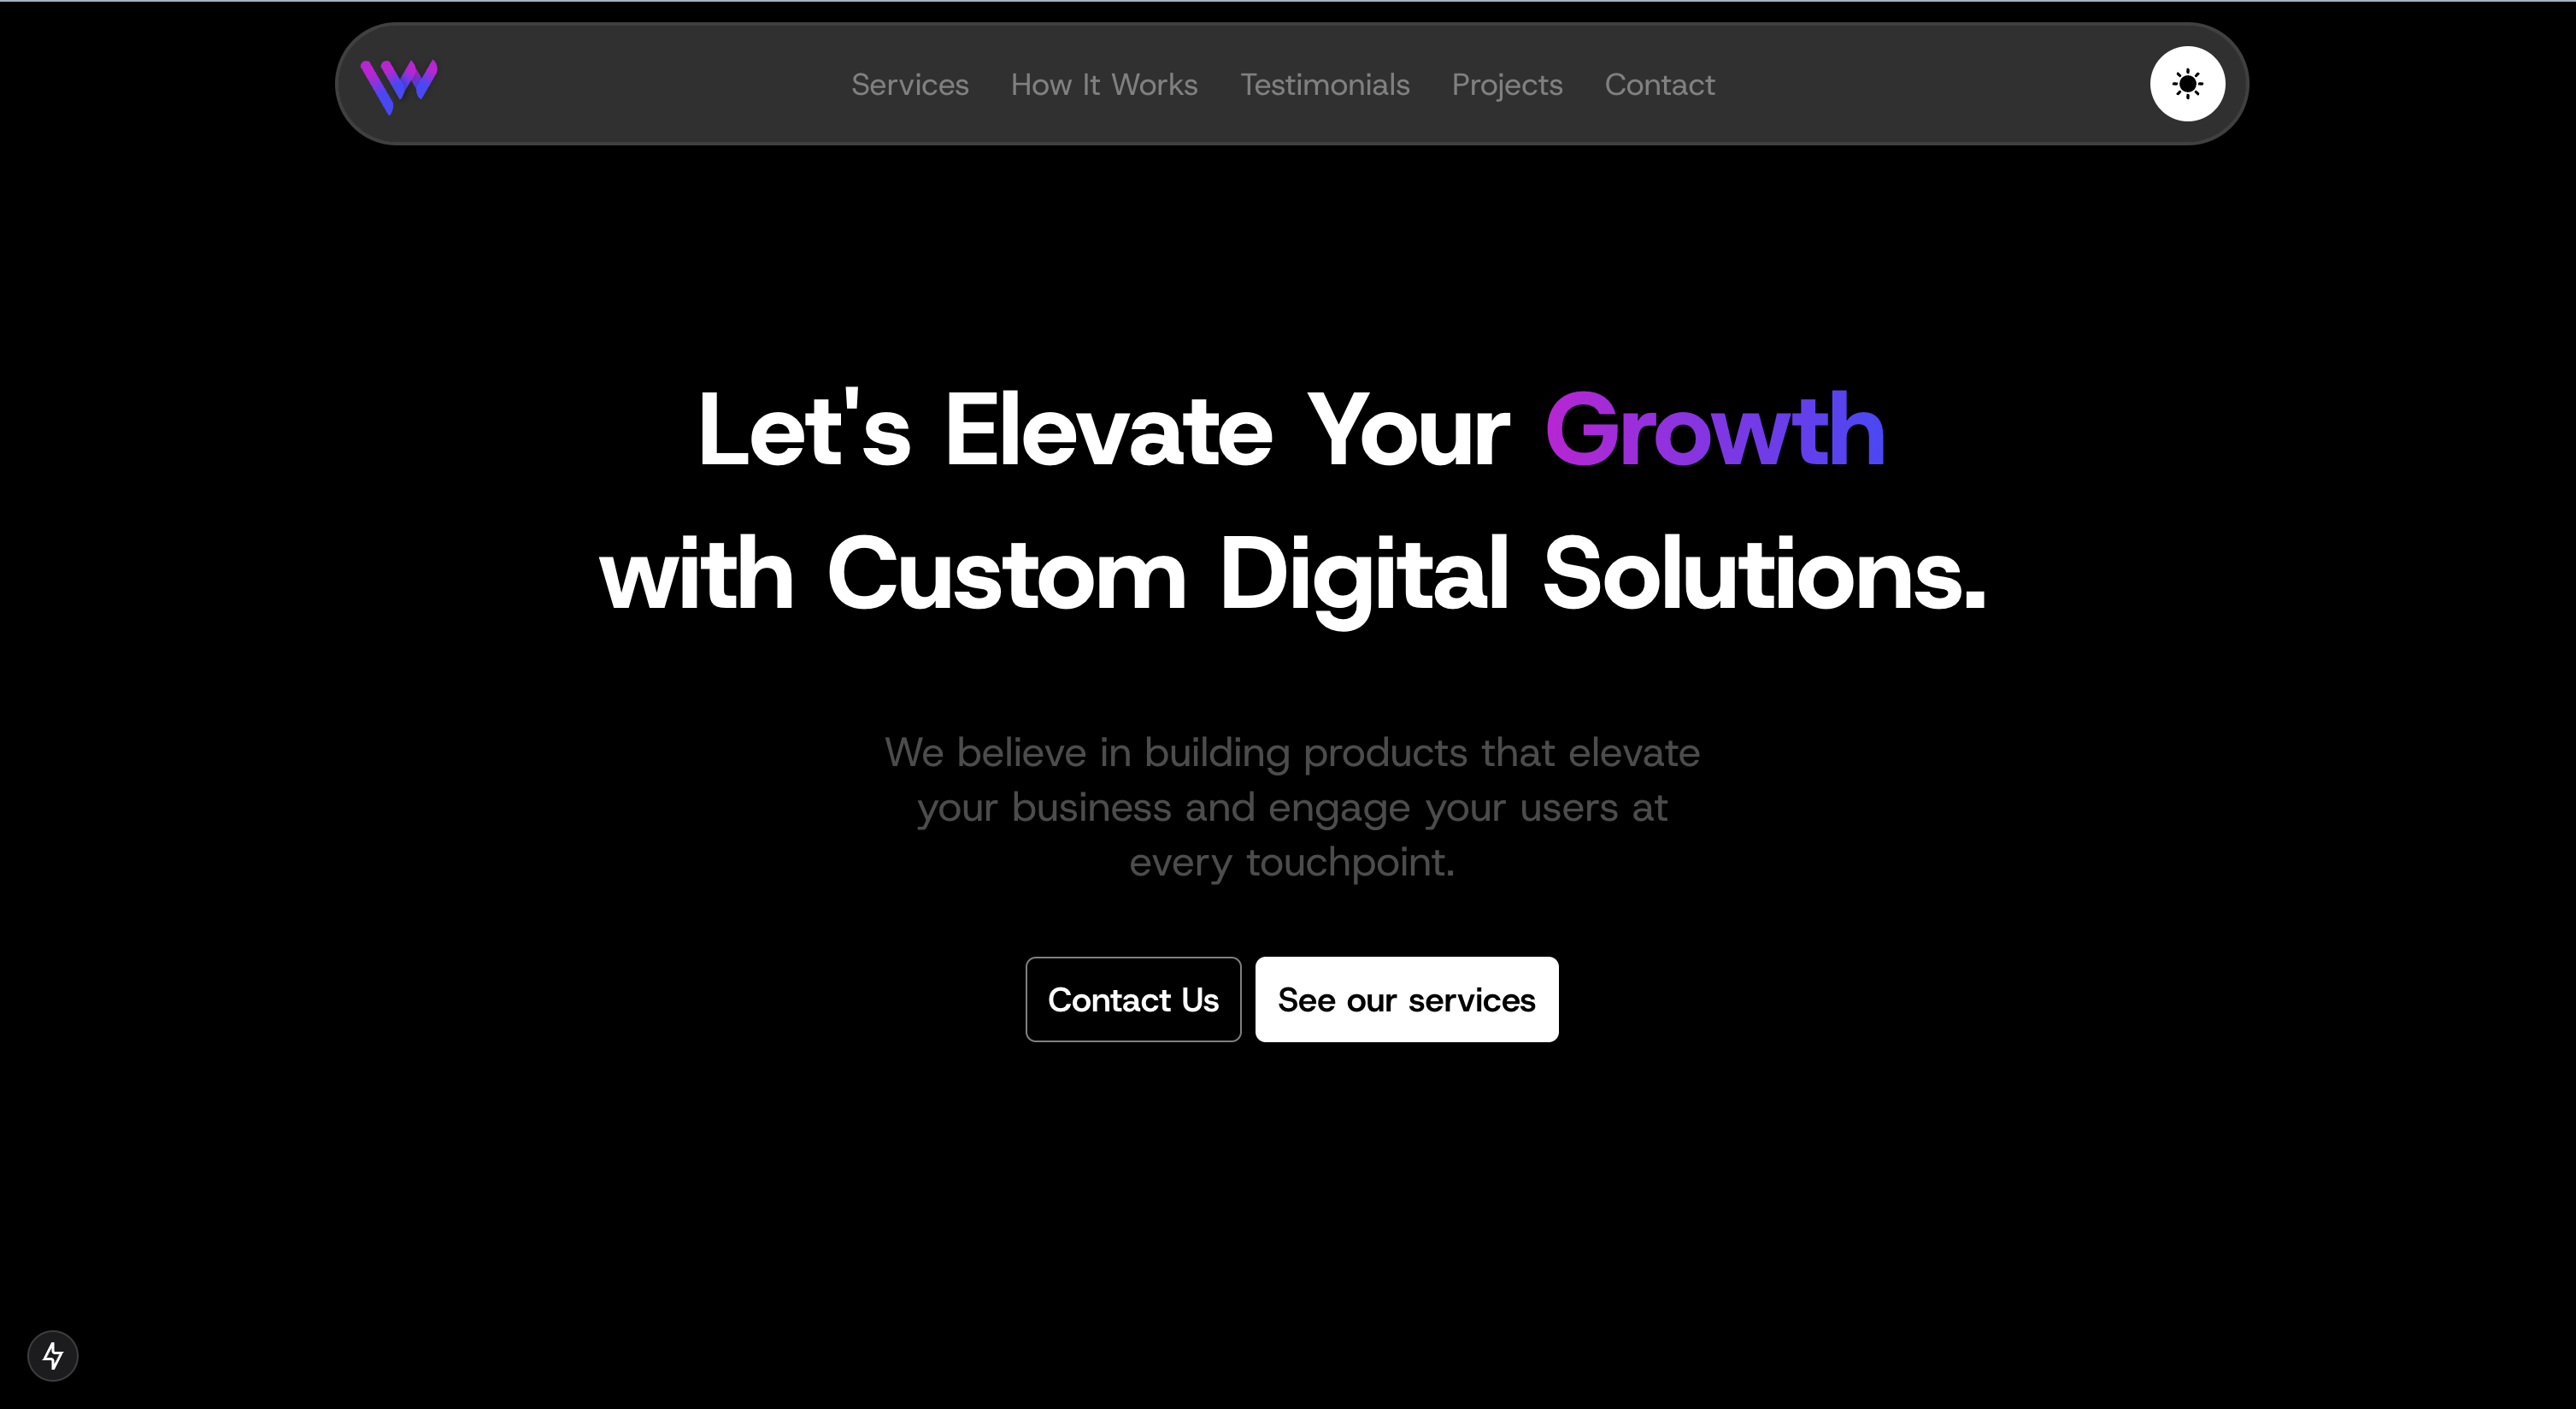 Services How It Works Testimonials Projects Contact
Let's Elevate Your Growth
with Custom Digital Solutions.
We believe in building products that elevate
your business and engage your users at
every touchpoint.
Contact Us See our services